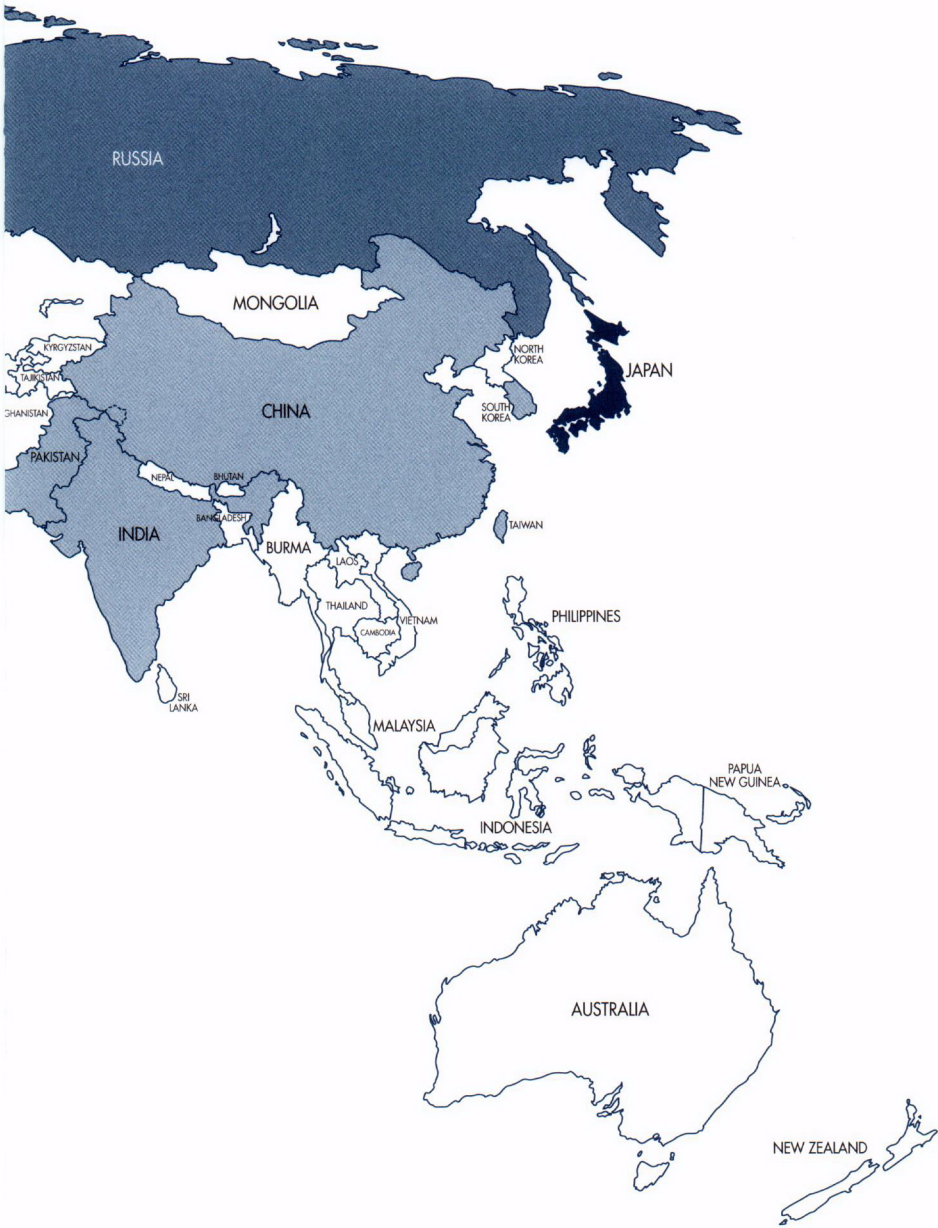 RUSSIA
MONGOLIA
KYRGYZSTAN
TAJIKISTAN
GHANISTAN
PAKISTAN
CHINA
NORTH
KOREA
SOUTH
KOREA
JAPAN
NEPAL
BHUTAN
BANGLADESH
INDIA
BURMA
LAOS
TAIWAN
THAILAND
VIETNAM
CAMBODIA
PHILIPPINES
SRI
LANKA
MALAYSIA
PAPUA
NEW GUINEA
INDONESIA
AUSTRALIA
NEW ZEALAND